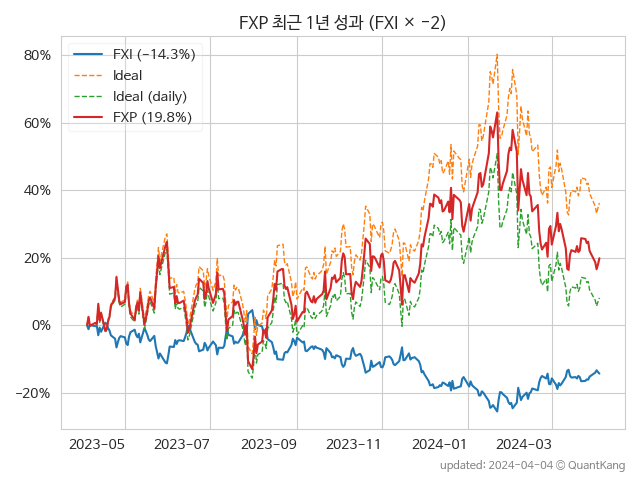 FXP 최근 1년 성과 (FXI × −2)
FXI (−14.3%)
Ideal
Ideal (daily)
FXP (19.8%)
80%
60%
40%
20%
0%
−20%
2023−05
2023−07
2023−09
2023−11
2024−01
2024−03
updated: 2024−04−04 © QuantKang